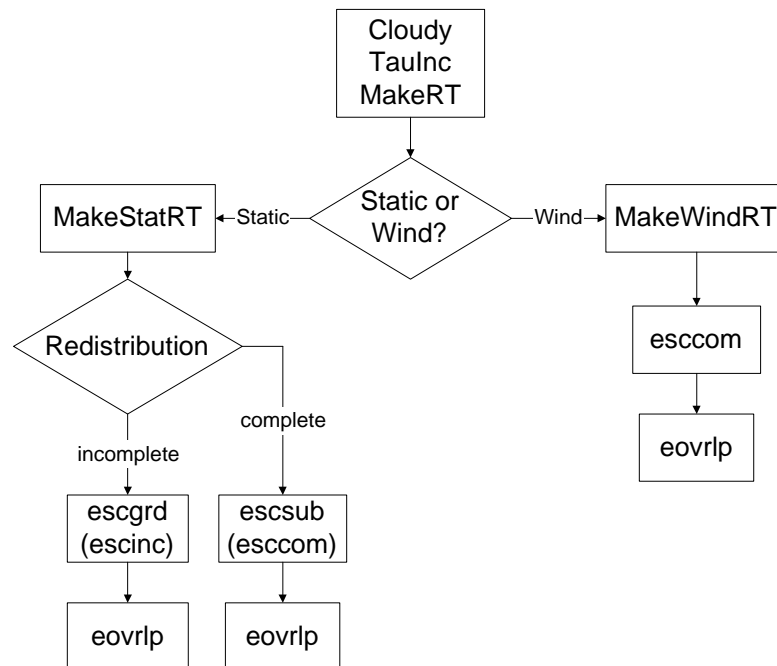 Cloudy
TauInc
MakeRT
Static or
Wind?
Static
Wind
MakeStatRT
MakeWindRT
Redistribution
esccom
eovrlp
complete
incomplete
escgrd
(escinc)
escsub
(esccom)
eovrlp
eovrlp